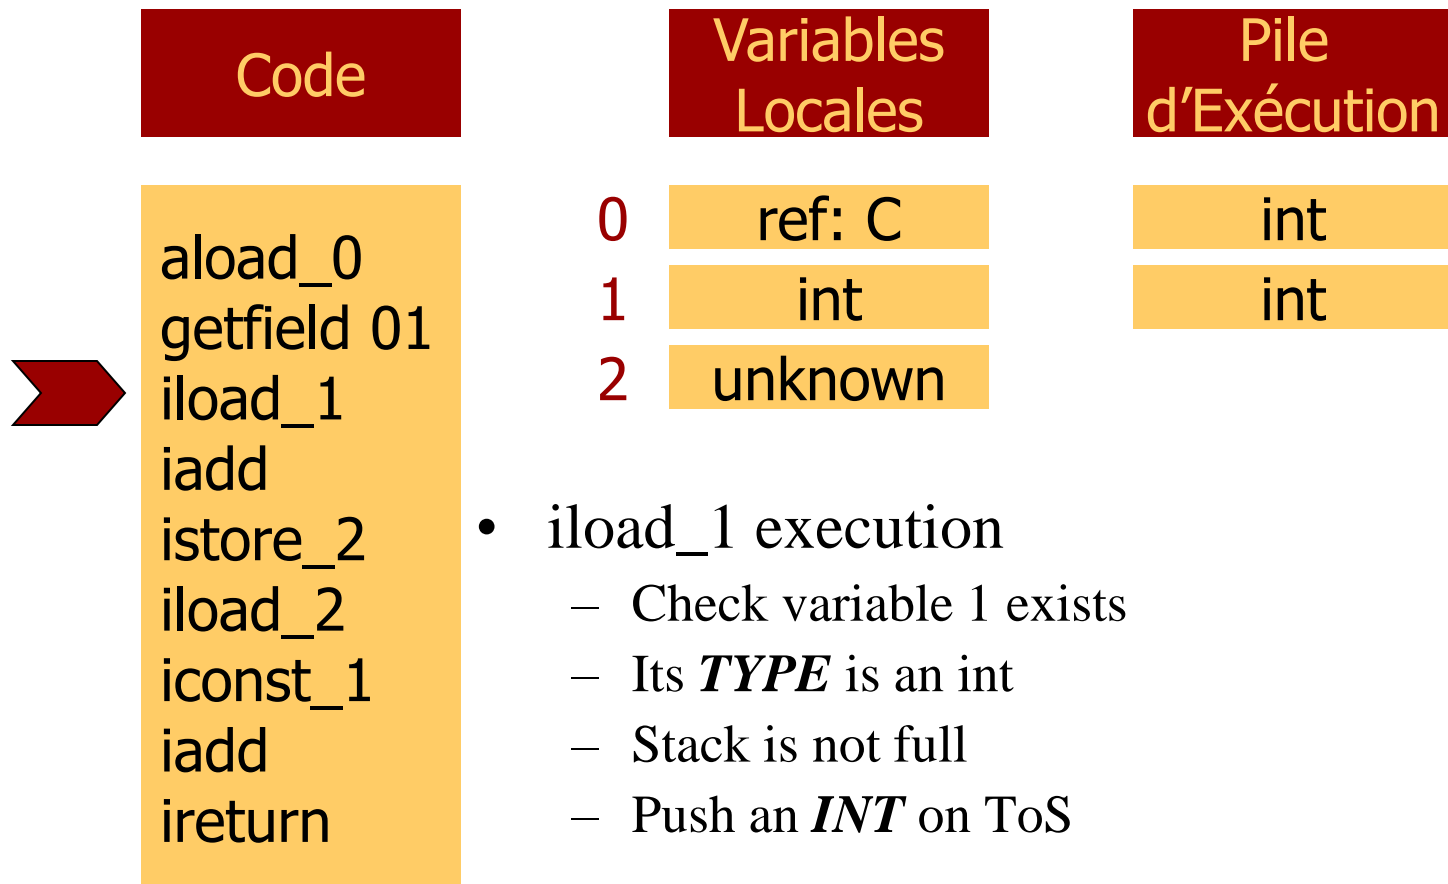 Code
Variables
Locales
Pile
d’Exécution
aload_0
getfield 01
iload_1
iadd
istore_2
iload_2
iconst_1
iadd
ireturn
0 ref: C int
1 int int
2 unknown
• iload_1 execution
– Check variable 1 exists
– Its TYPE is an int
– Stack is not full
– Push an INT on ToS